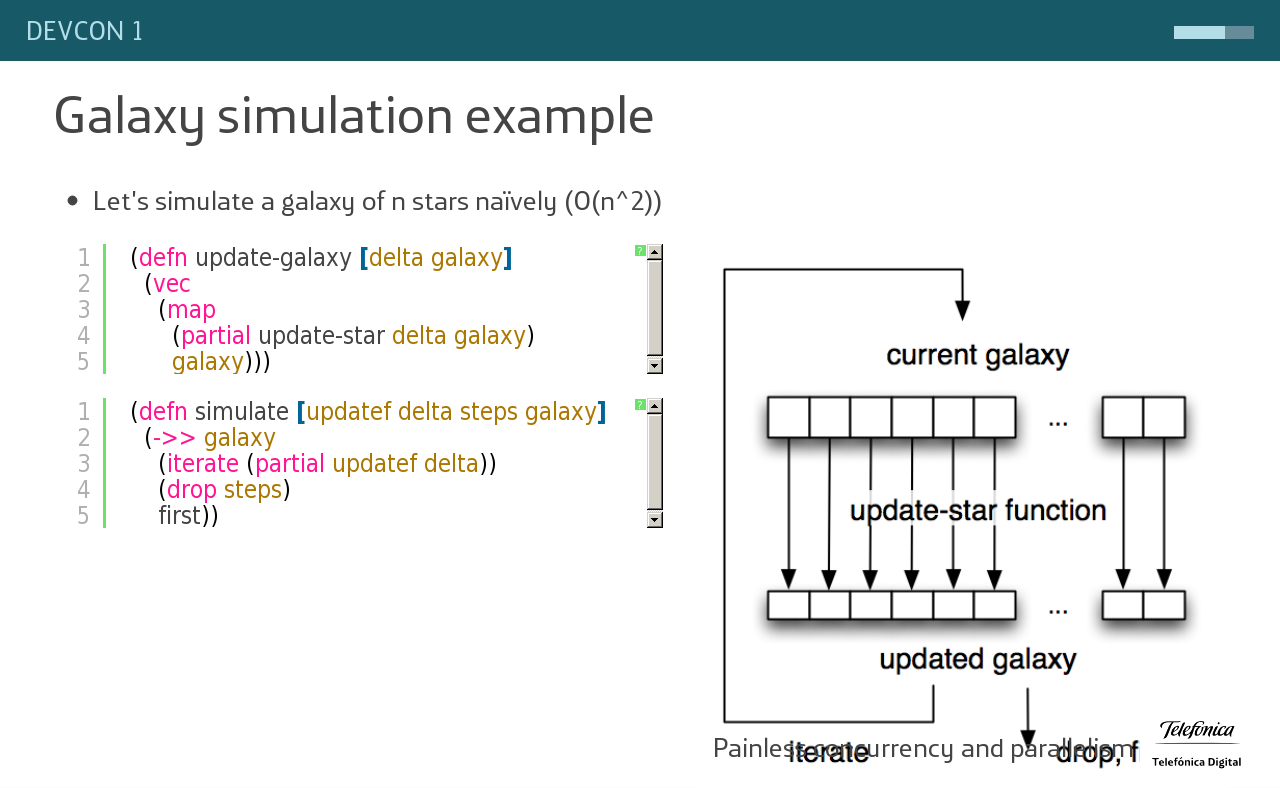 DEVCON 1
Galaxy simulation example
• Let's simulate a galaxy of n stars naïvely (O(n^2))
1 (defn update-galaxy [delta galaxy]
2 (vec
3 (map
4 (partial update-star delta galaxy)
5 galaxy)))
?
1 (defn simulate [updatef delta steps galaxy]
2 (->> galaxy
3 (iterate (partial updatef delta))
4 (drop steps)
5 first))
?
current galaxy
...
update-star function
...
updated galaxy
iterate
drop, f
Painless concurrency and parallelism
Telefónica
Telefónica Digital